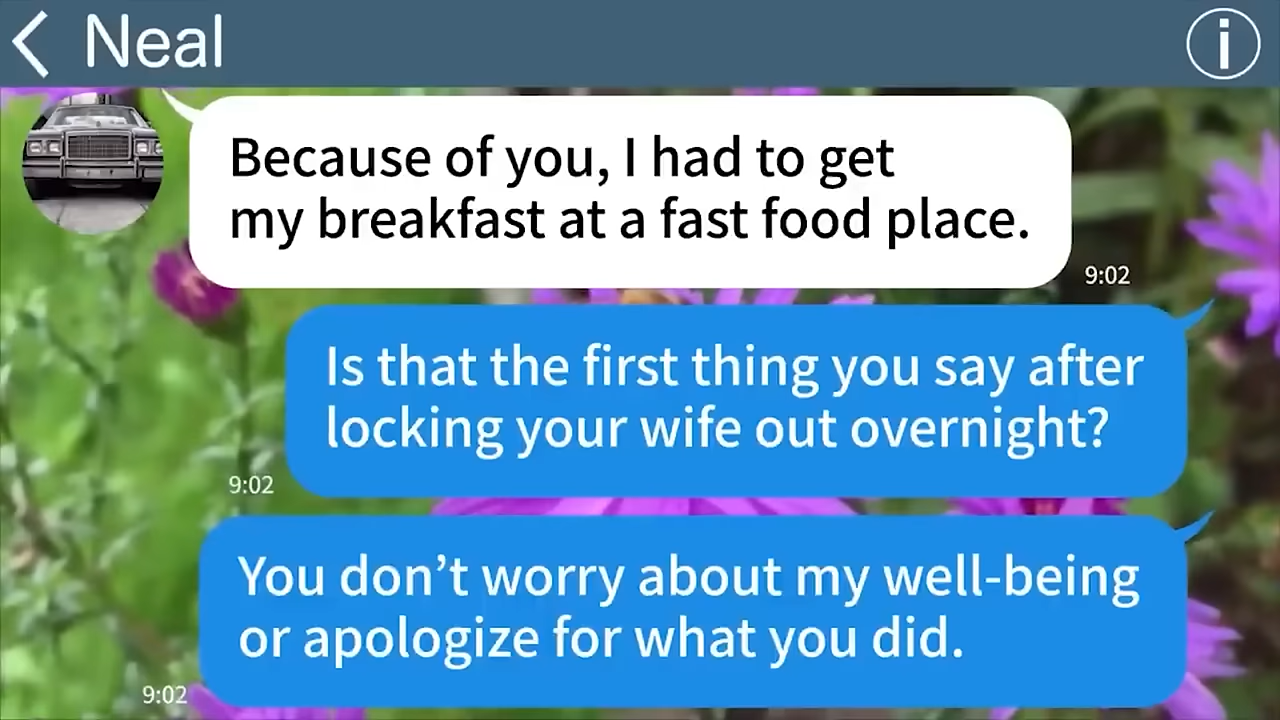 Neal
Because of you, I had to get
my breakfast at a fast food place.
9:02
Is that the first thing you say after
locking your wife out overnight?
9:02
You don’t worry about my well-being
or apologize for what you did.
9:02